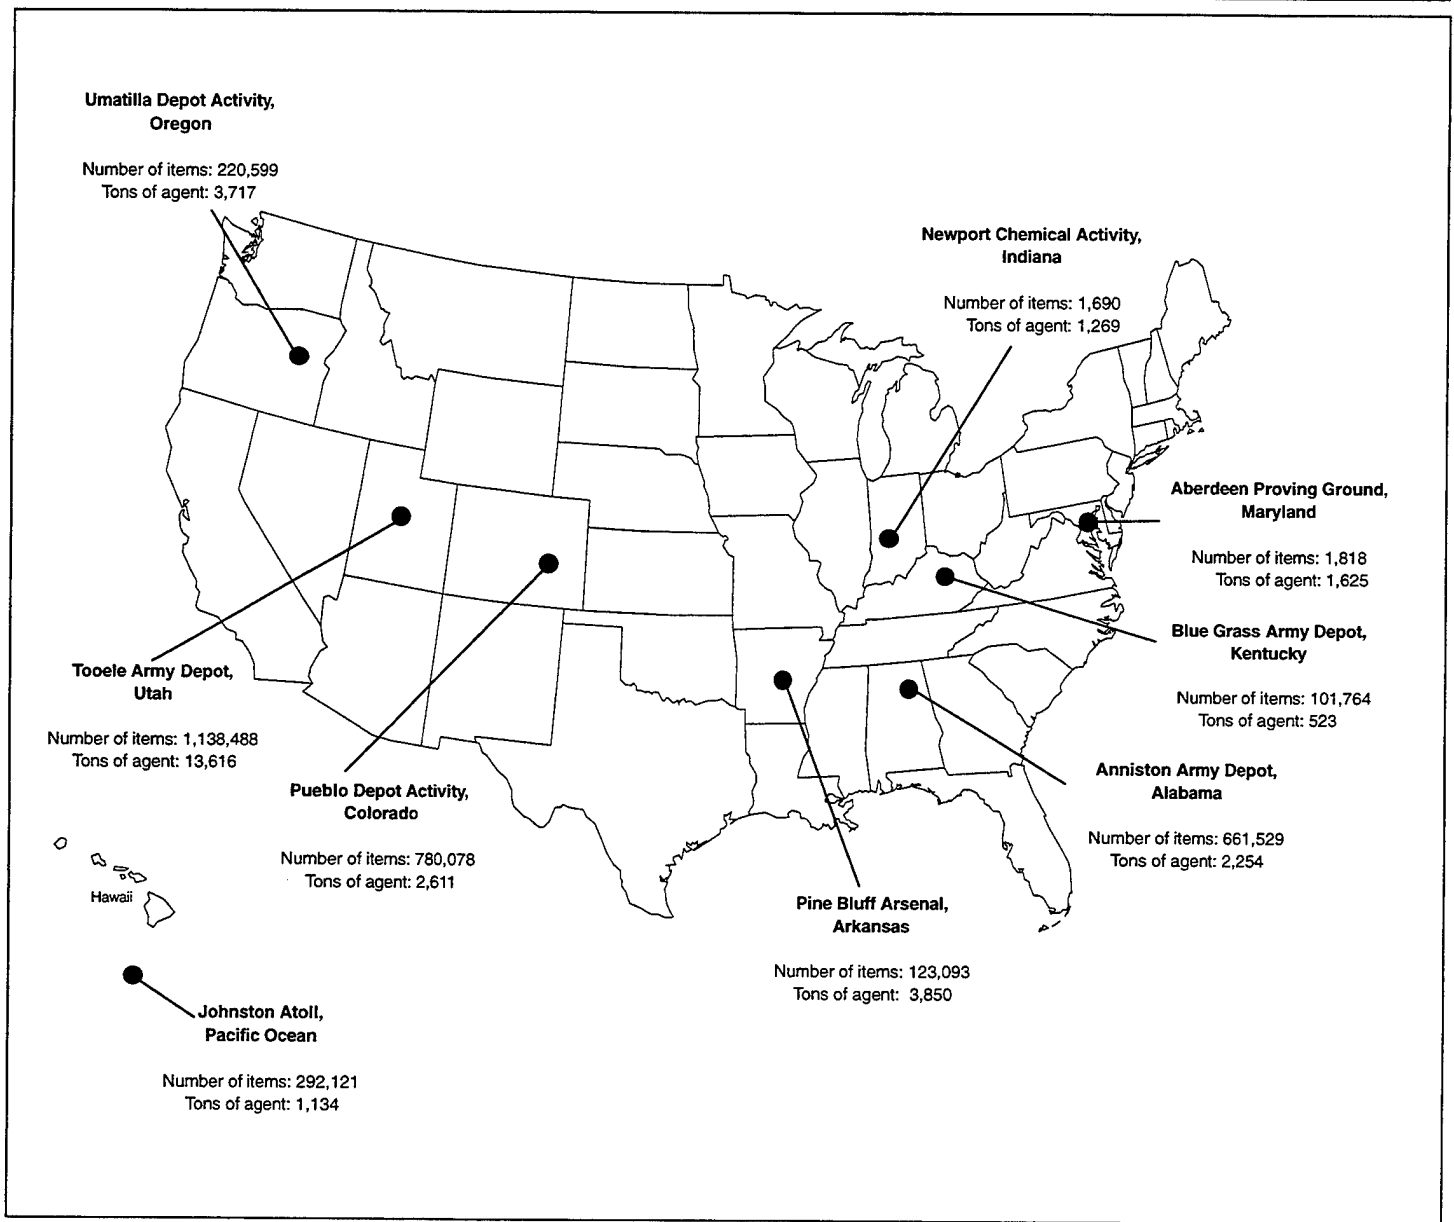 Umatilla Depot Activity,
Oregon
Number of items: 220,599
Tons of agent: 3,717
Newport Chemical Activity,
Indiana
Number of items: 1,690
Tons of agent: 1,269
Aberdeen Proving Ground,
Maryland
Number of items: 1,818
Tons of agent: 1,625
Blue Grass Army Depot,
Kentucky
Number of items: 101,764
Tons of agent: 523
Tooele Army Depot,
Utah
Number of items: 1,138,488
Tons of agent: 13,616
Pueblo Depot Activity,
Colorado
Number of items: 780,078
Tons of agent: 2,611
Anniston Army Depot,
Alabama
Number of items: 661,529
Tons of agent: 2,254
Pine Bluff Arsenal,
Arkansas
Number of items: 123,093
Tons of agent: 3,850
Hawaii
Johnston Atoll,
Pacific Ocean
Number of items: 292,121
Tons of agent: 1,134